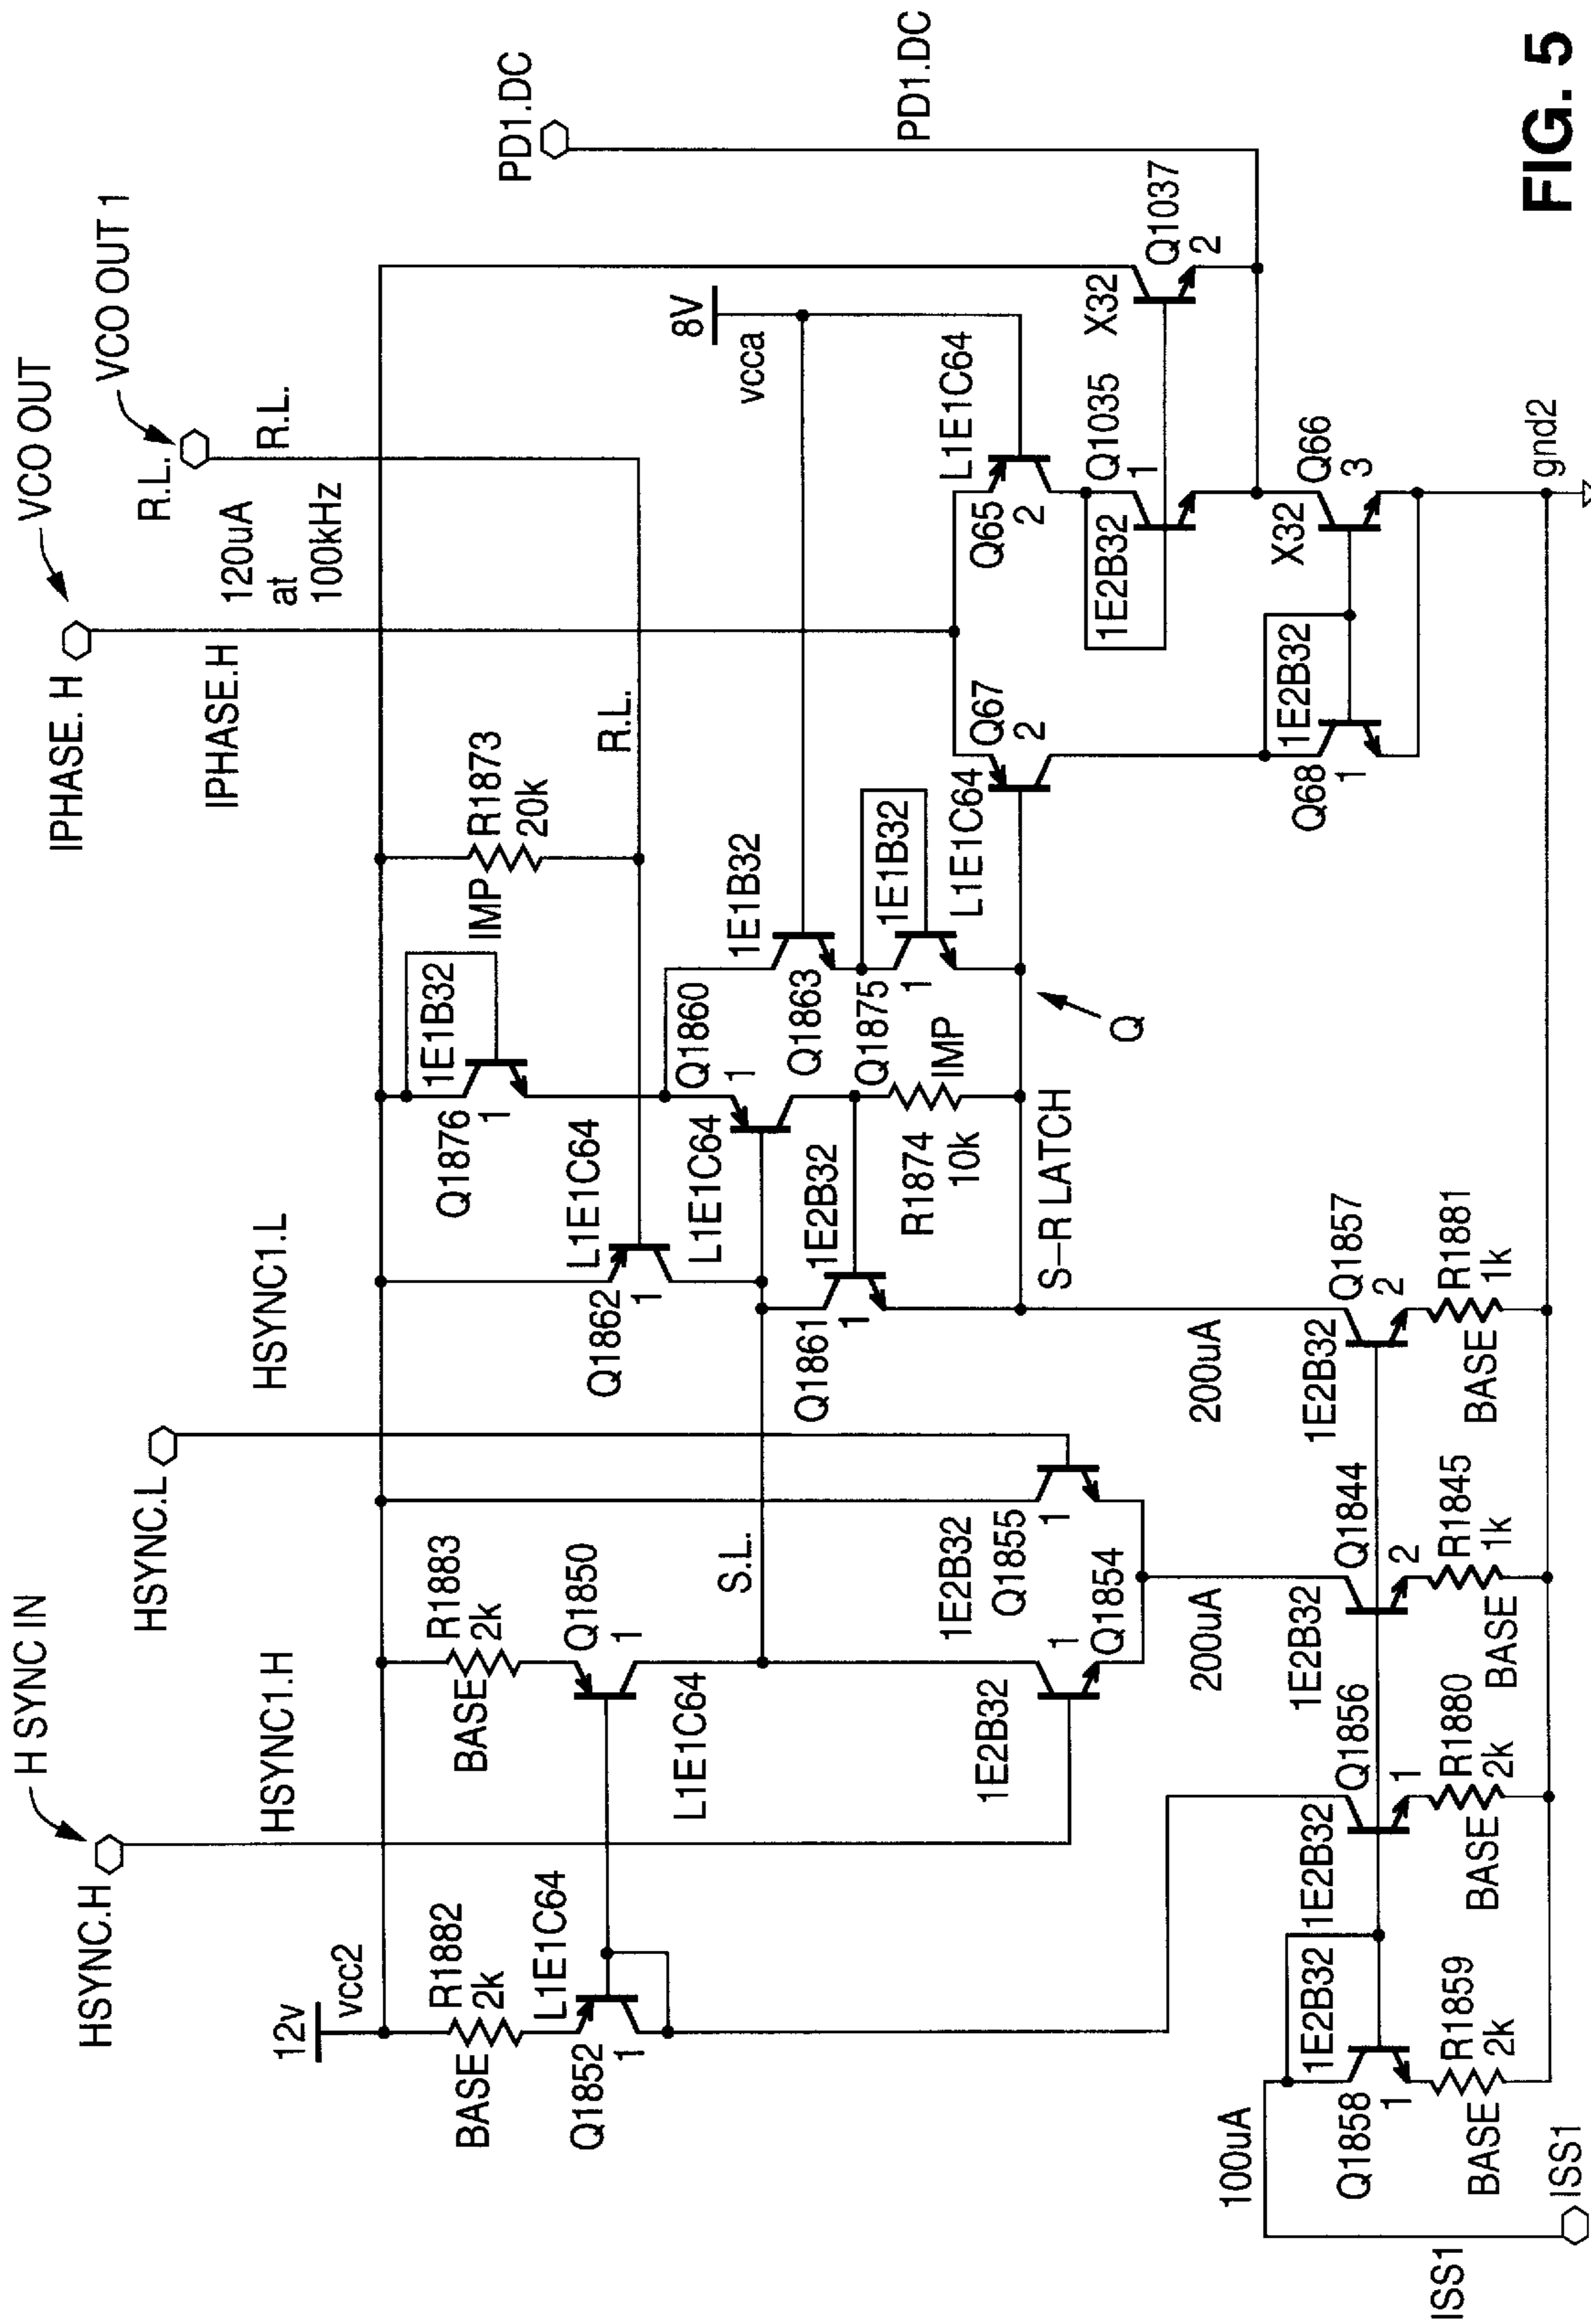 H SYNC IN
HSYNC.H
HSYNC1.H
HSYNC.L
HSYNC1.L
VCO OUT
IPHASE. H
IPHASE.H
VCO OUT 1
R.L.
R.L.
120uA
at
100kHz
PD1.DC
PD1.DC
12v
vcc2
R1882
2k
BASE
L1E1C64
Q1852
1
R1883
2k
BASE
Q1850
1
L1E1C64
S.L.
1E2B32
Q1855
1
1E2B32
1
Q1854
Q1862
1
L1E1C64
Q1876
1
1E1B32
IMP
R1873
20k
R.L.
L1E1C64
Q1860
1
1E1B32
Q1863
1E1B32
Q1875
1
Q1861
1
1E2B32
R1874
10k
IMP
S-R LATCH
Q
8V
vcca
L1E1C64
Q67
2
Q65
2
L1E1C64
1E2B32
Q1035
1
X32
Q1037
2
Q68
1
1E2B32
X32
Q66
3
gnd2
100uA
Q1858
1
1E2B32
R1859
2k
BASE
1E2B32
Q1856
1
R1880
2k
BASE
200uA
1E2B32
Q1844
2
R1845
1k
BASE
200uA
1E2B32
Q1857
2
R1881
1k
BASE
ISS1
ISS1
FIG. 5